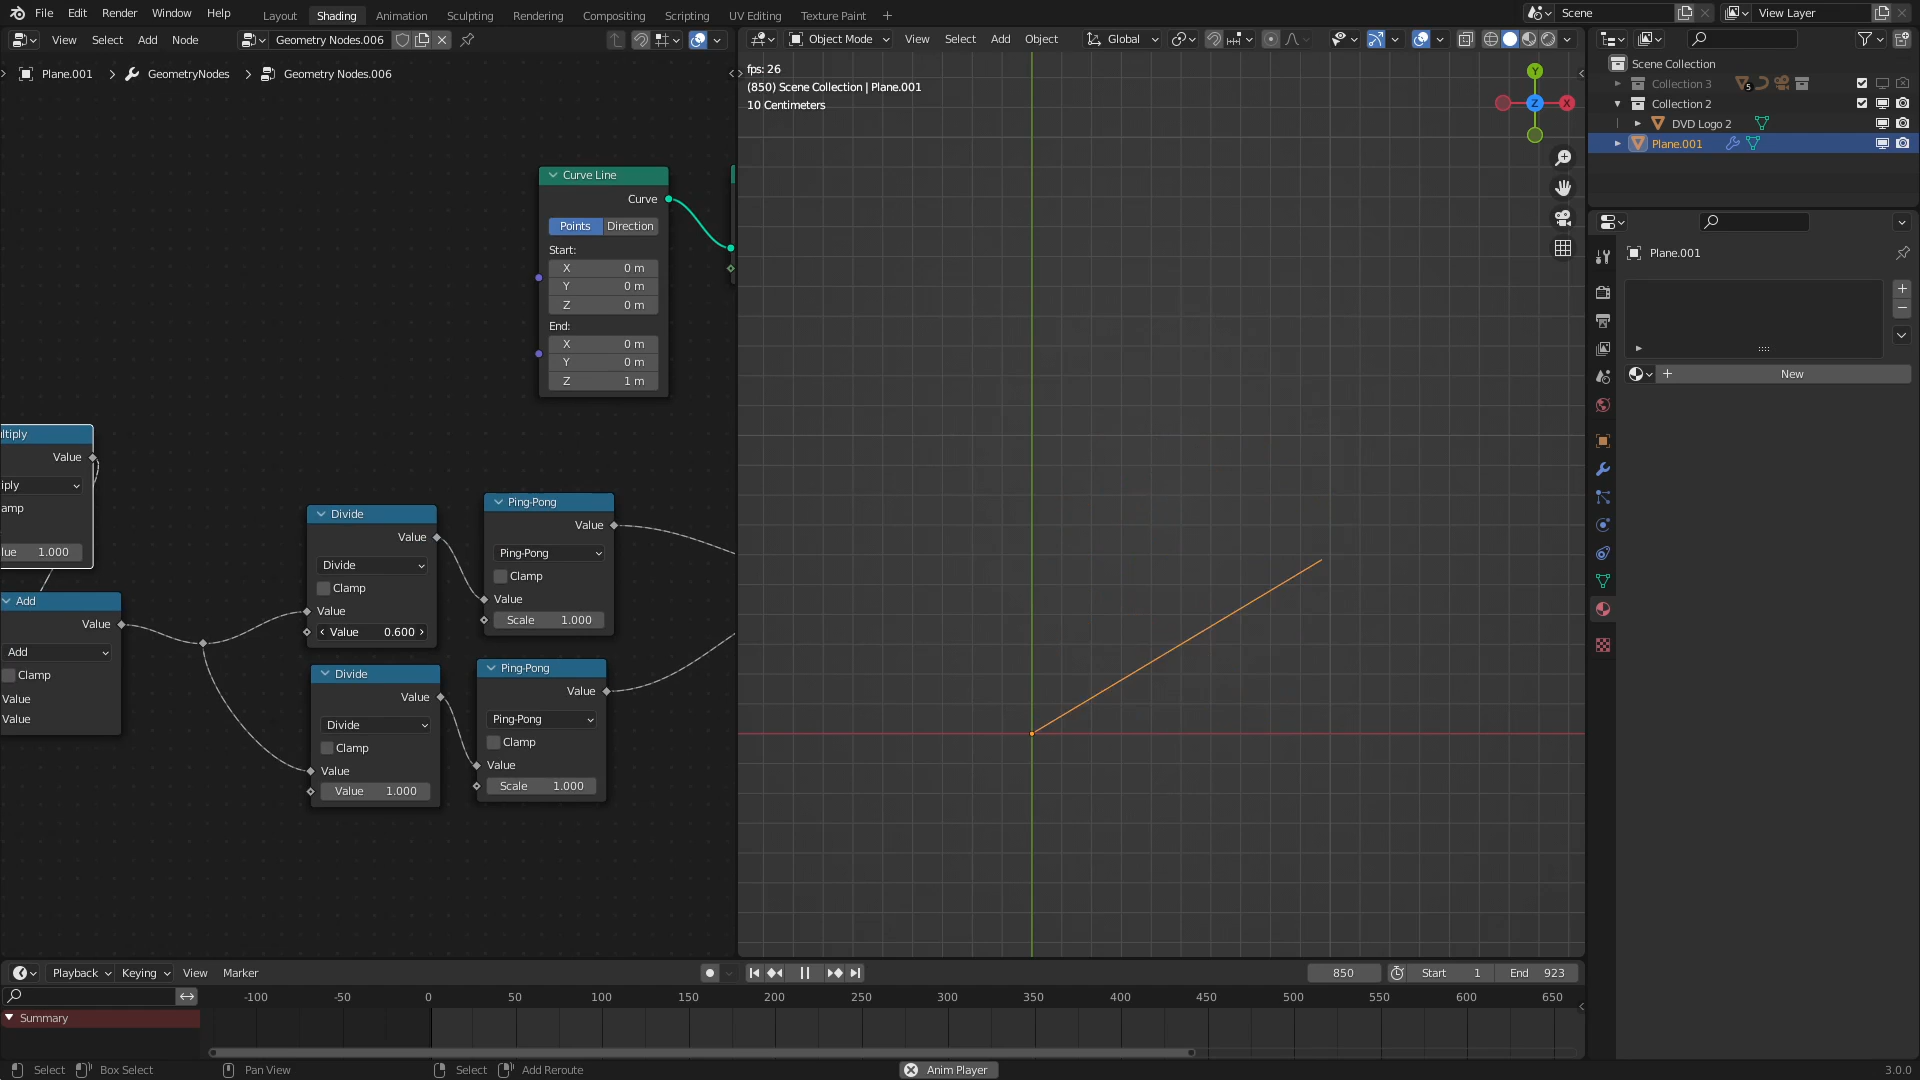 File Edit Render Window Help Layout Shading Animation Sculpting Rendering Compositing Scripting UV Editing Texture Paint + Scene View Layer
View Select Add Node Geometry Nodes.006 Object Mode View Select Add Object Global
Plane.001 > GeometryNodes > Geometry Nodes.006
fps: 26
(850) Scene Collection | Plane.001
10 Centimeters
Y
X
Z
Scene Collection
Collection 3 5
Collection 2
DVD Logo 2
Plane.001
Plane.001
+ New
Curve Line
Curve
Points Direction
Start:
X 0 m
Y 0 m
Z 0 m
End:
X 0 m
Y 0 m
Z 1 m
ltiply
Value
iply
amp
lue 1.000
Add
Value
Add
Clamp
Value
Value
Divide
Value
Divide
Clamp
Value
Value 0.600
Divide
Value
Divide
Clamp
Value
Value 1.000
Ping-Pong
Value
Ping-Pong
Clamp
Value
Scale 1.000
Ping-Pong
Value
Ping-Pong
Clamp
Value
Scale 1.000
Playback Keying View Marker 850 Start 1 End 923
-100 -50 0 50 100 150 200 250 300 350 400 450 500 550 600 650
Summary
Select Box Select Pan View Select Add Reroute Anim Player 3.0.0